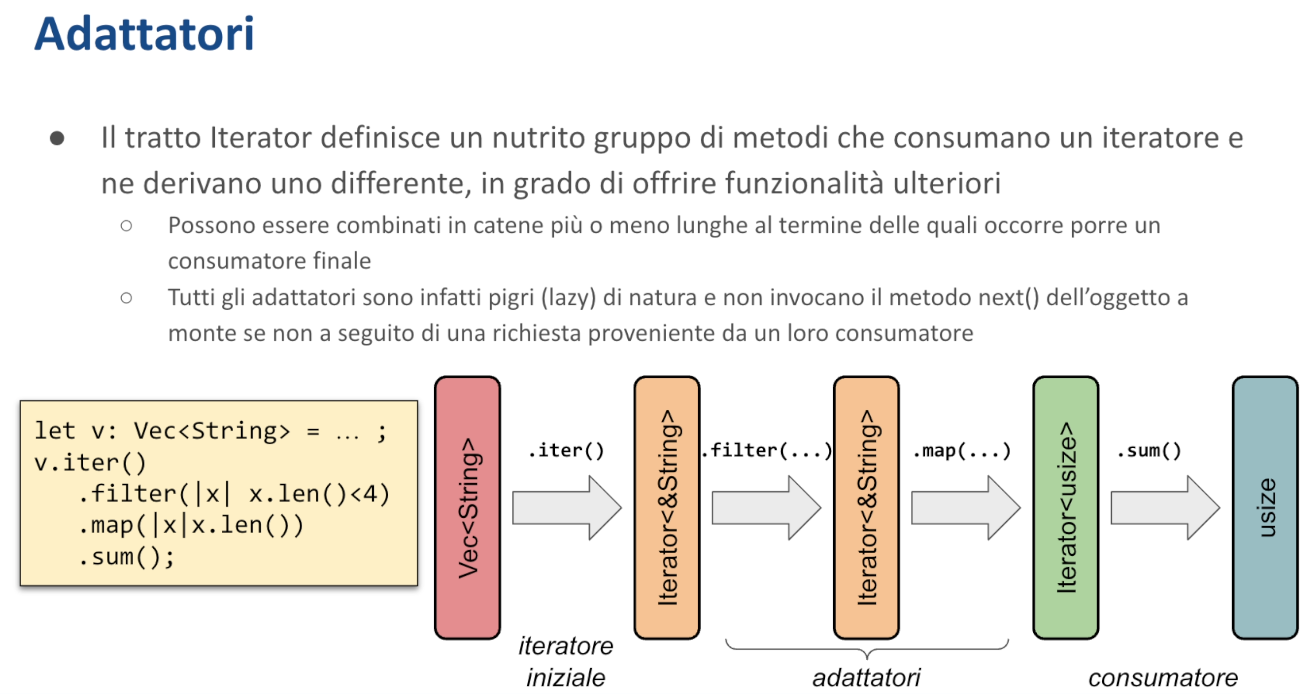 Adattatori
● Il tratto Iterator definisce un nutrito gruppo di metodi che consumano un iteratore e
ne derivano uno differente, in grado di offrire funzionalità ulteriori
○ Possono essere combinati in catene più o meno lunghe al termine delle quali occorre porre un
consumatore finale
○ Tutti gli adattatori sono infatti pigri (lazy) di natura e non invocano il metodo next() dell’oggetto a
monte se non a seguito di una richiesta proveniente da un loro consumatore
let v: Vec<String> = … ;
v.iter()
.filter(|x| x.len()<4)
.map(|x|x.len())
.sum();
Vec<String>
.iter()
Iterator<&String>
.filter(...)
Iterator<&String>
.map(...)
Iterator<usize>
.sum()
usize
iteratore
iniziale
adattatori
consumatore